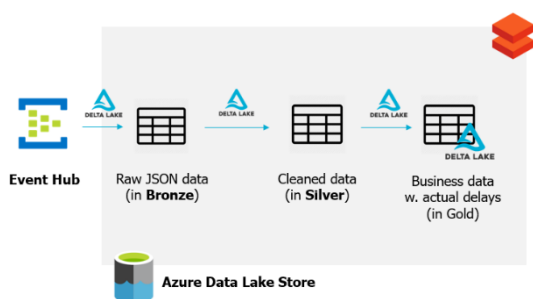 DELTA LAKE
DELTA LAKE
DELTA LAKE
DELTA LAKE
Event Hub
Raw JSON data
(in Bronze)
Cleaned data
(in Silver)
Business data
w. actual delays
(in Gold)
Azure Data Lake Store